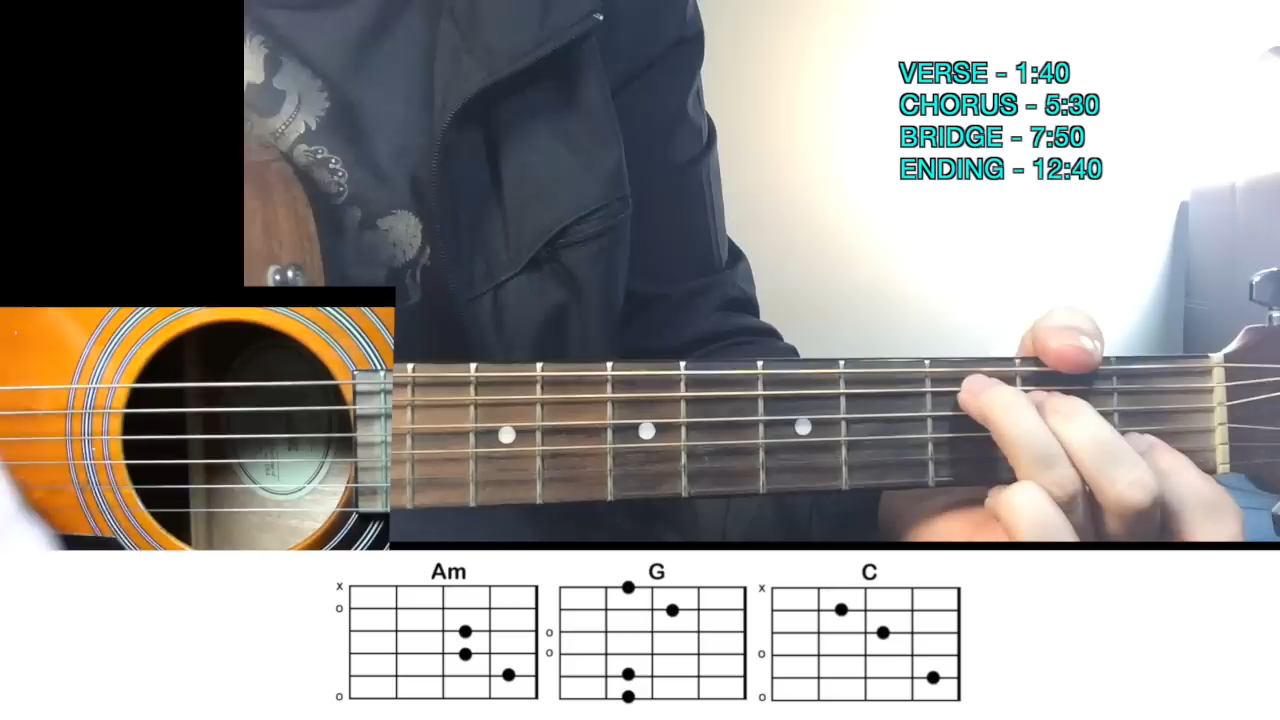 VERSE - 1:40
CHORUS - 5:30
BRIDGE - 7:50
ENDING - 12:40
Am G C
x x
o
o
o o
o o